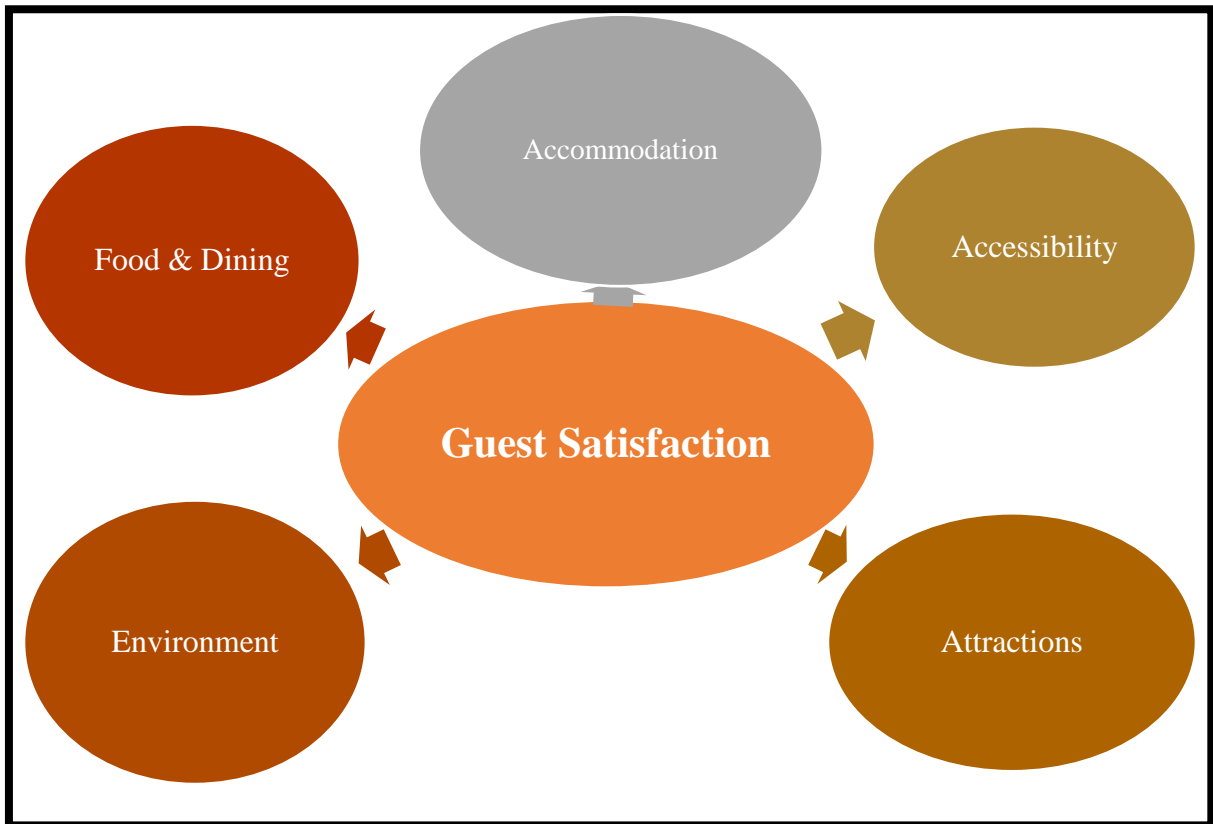 Accommodation
Food & Dining
Accessibility
Guest Satisfaction
Environment
Attractions